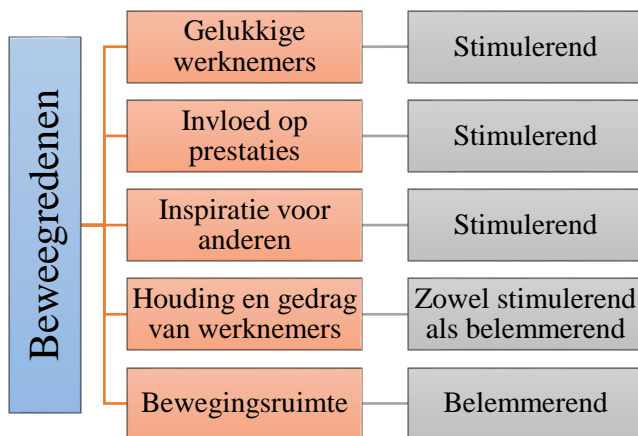 Beweegredenen
Gelukkige
werknemers
Stimulerend
Invloed op
prestaties
Stimulerend
Inspiratie voor
anderen
Stimulerend
Houding en gedrag
van werknemers
Zowel stimulerend
als belemmerend
Bewegingsruimte
Belemmerend